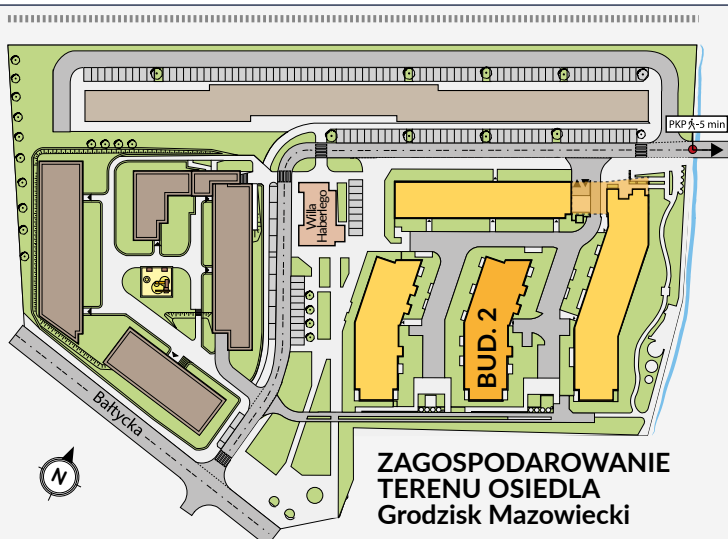 PKP -5 min
Willa
Haberlego
BUD. 2
Bałtycka
N
ZAGOSPODAROWANIE
TERENU OSIEDLA
Grodzisk Mazowiecki